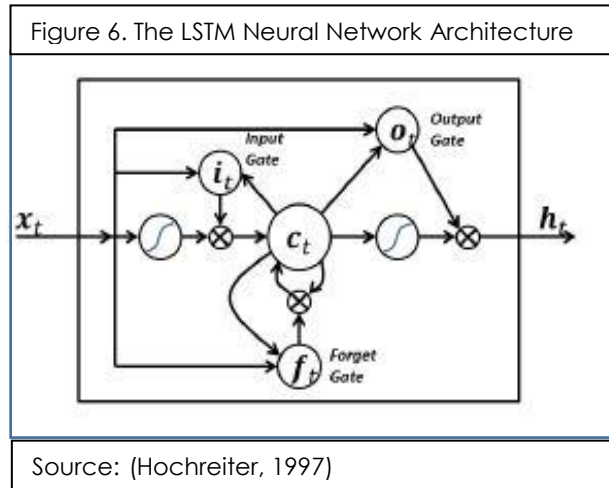 Figure 6. The LSTM Neural Network Architecture
Output
Gate
o_t
Input
Gate
i_t
x_t
c_t
h_t
f_t
Forget
Gate
Source: (Hochreiter, 1997)